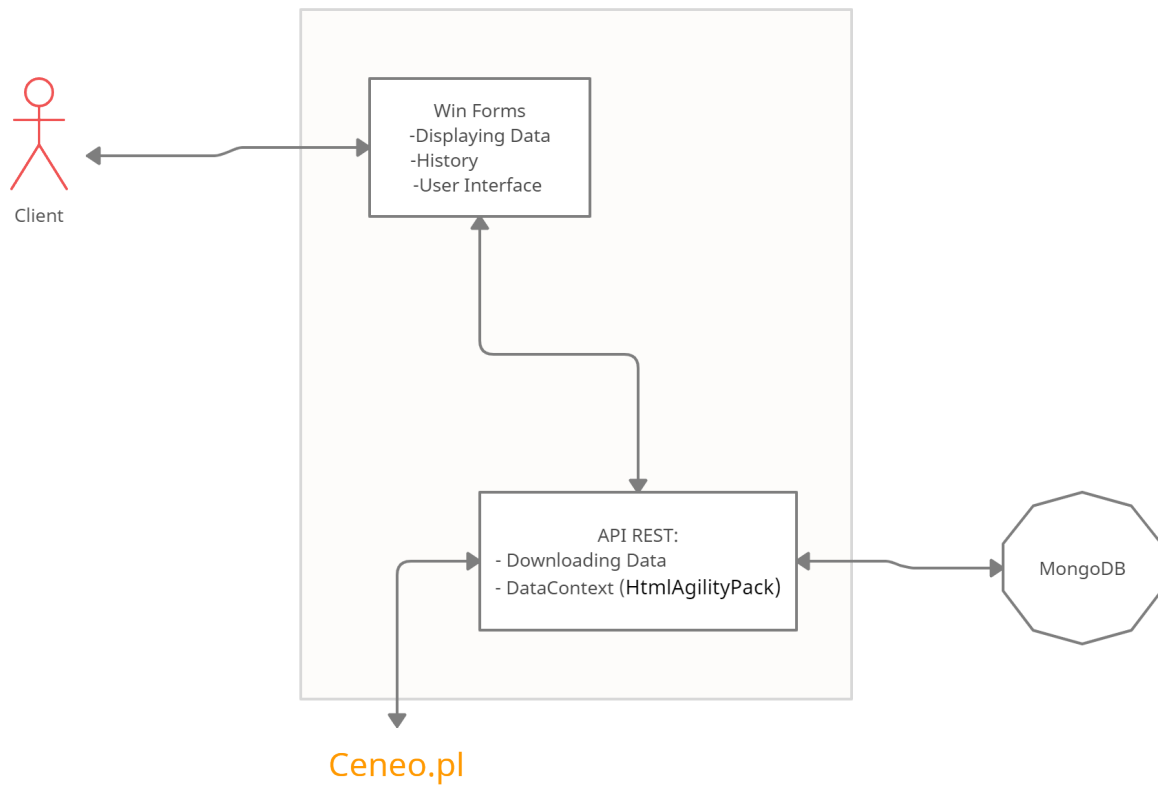 Client
Win Forms
-Displaying Data
-History
-User Interface
API REST:
- Downloading Data
- DataContext (HtmlAgilityPack)
MongoDB
Ceneo.pl